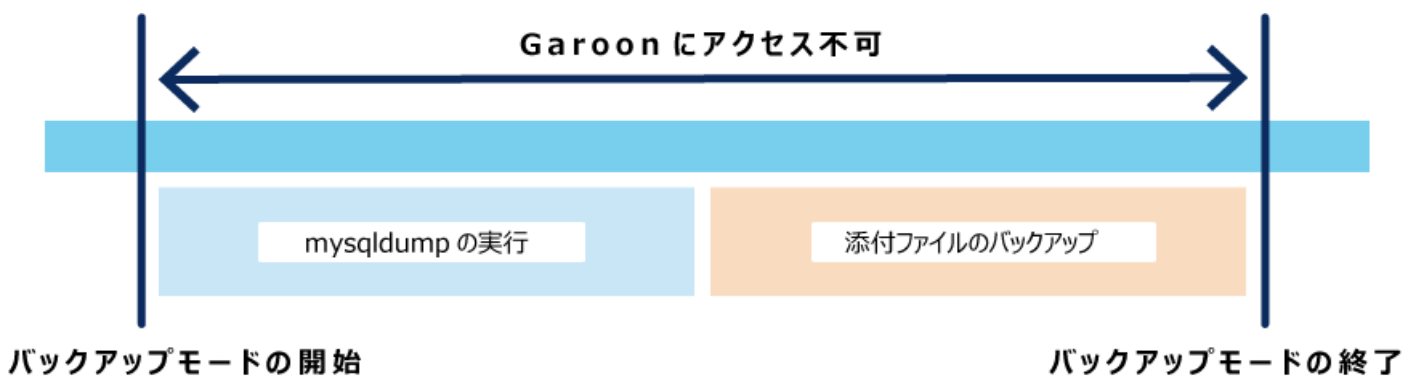 Garoon にアクセス不可
mysqldump の実行
添付ファイルのバックアップ
バックアップモードの開始
バックアップモードの終了